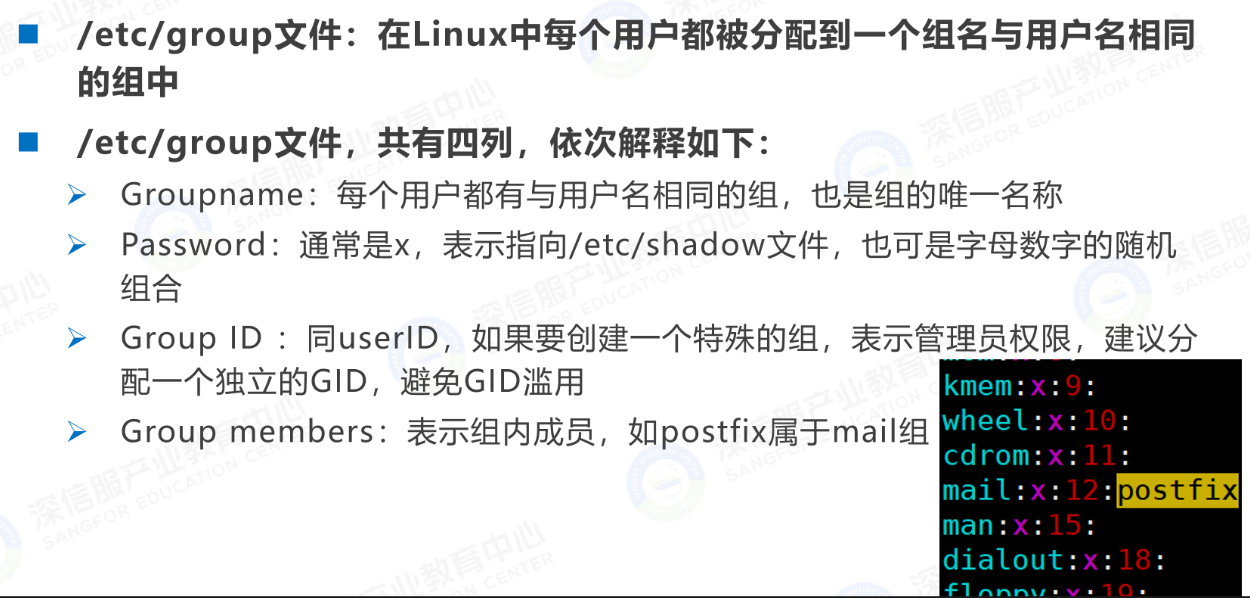 /etc/group文件：在Linux中每个用户都被分配到一个组名与用户名相同
的组中
/etc/group文件，共有四列，依次解释如下：
Groupname：每个用户都有与用户名相同的组，也是组的唯一名称
Password：通常是x，表示指向/etc/shadow文件，也可是字母数字的随机
组合
Group ID ：同userID，如果要创建一个特殊的组，表示管理员权限，建议分
配一个独立的GID，避免GID滥用
Group members：表示组内成员，如postfix属于mail组
kmem:x:9:
wheel:x:10:
cdrom:x:11:
mail:x:12:postfix
man:x:15:
dialout:x:18:
floppy:x:19:
深信服产业教育中心
SANGFOR EDUCATION CENTER